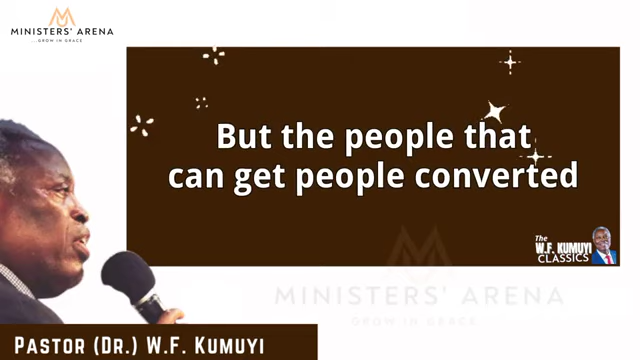 MINISTERS' ARENA
...GROW IN GRACE
But the people that
can get people converted
The
W.F. KUMUYI
CLASSICS
MINISTERS' ARENA
GROW IN GRACE
PASTOR (DR.) W.F. KUMUYI